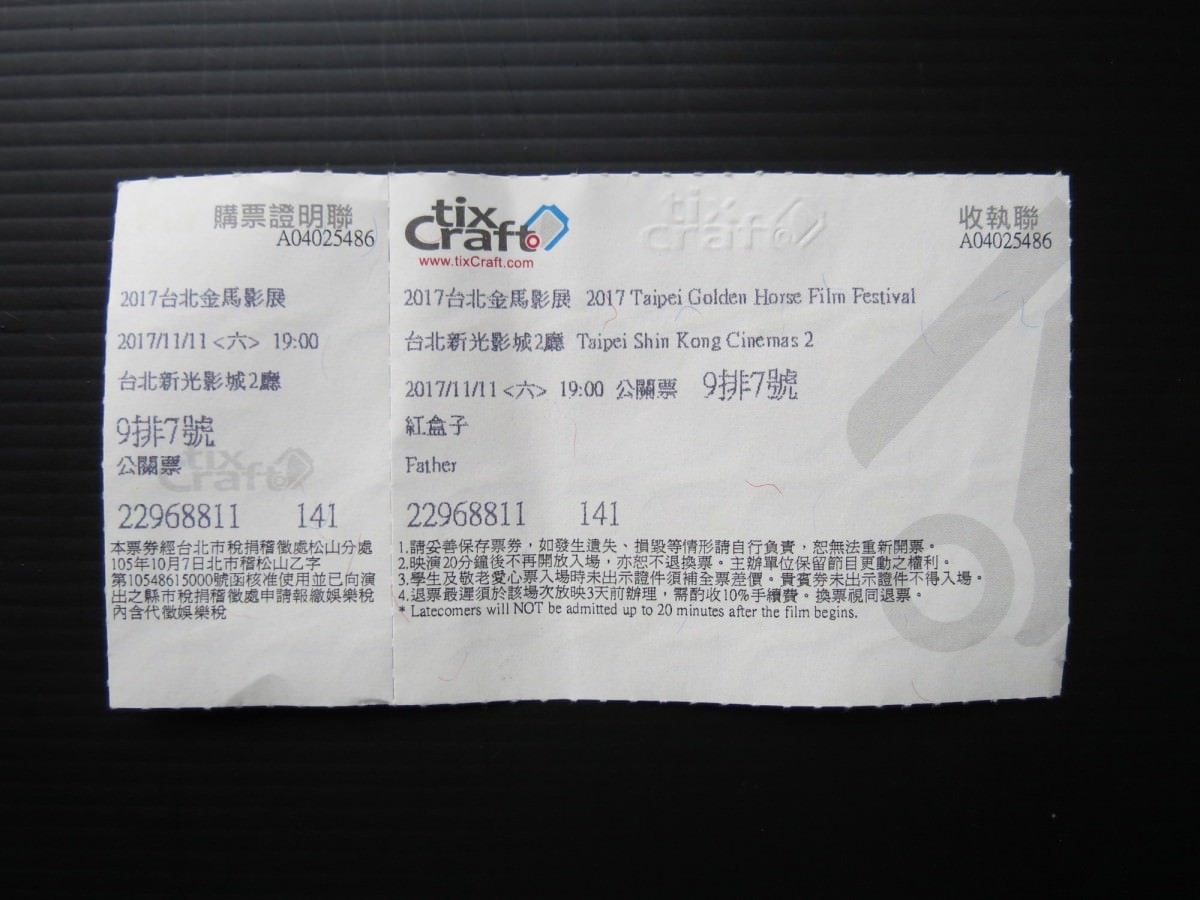 購票證明聯
A04025486
2017台北金馬影展
2017/11/11 <六> 19:00
台北新光影城2廳
9排7號
公關票
tix Craft
22968811 141
本票券經台北市稅捐稽徵處松山分處
105年10月7日北市稽松山乙字
第10548615000號函核准使用並已向演
出之縣市稅捐稽徵處申請報繳娛樂稅
內含代徵娛樂稅
tix
Craft
www.tixCraft.com
tix
Craft
收執聯
A04025486
2017台北金馬影展 2017 Taipei Golden Horse Film Festival
台北新光影城2廳 Taipei Shin Kong Cinemas 2
2017/11/11 <六> 19:00 公關票 9排7號
紅盒子
Father
22968811 141
1.請妥善保存票券，如發生遺失、損毀等情形請自行負責，恕無法重新開票。
2.映演20分鐘後不再開放入場，亦恕不退換票。主辦單位保留節目更動之權利。
3.學生及敬老愛心票入場時未出示證件須補全票差價。貴賓券未出示證件不得入場。
4.退票最遲須於該場次放映3天前辦理，需酌收10%手續費。換票視同退票。
* Latecomers will NOT be admitted up to 20 minutes after the film begins.